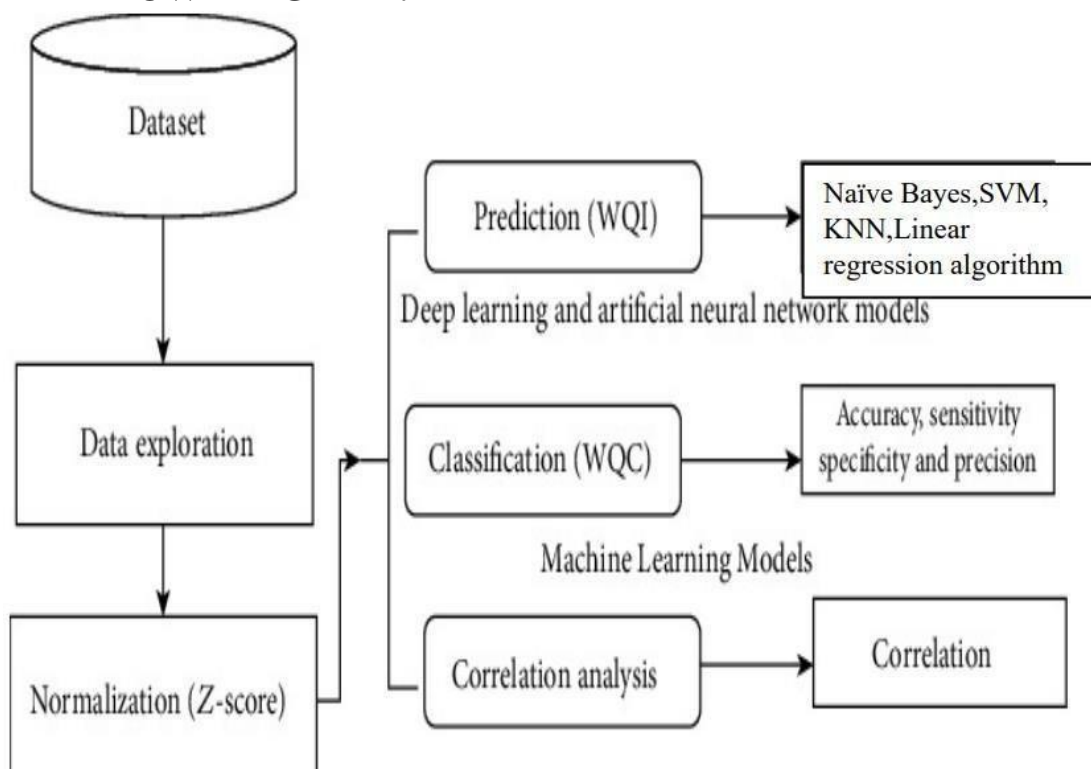 Dataset
Data exploration
Normalization (Z-score)
Prediction (WQI)
Naïve Bayes,SVM,
KNN,Linear
regression algorithm
Deep learning and artificial neural network models
Classification (WQC)
Accuracy, sensitivity
specificity and precision
Machine Learning Models
Correlation analysis
Correlation